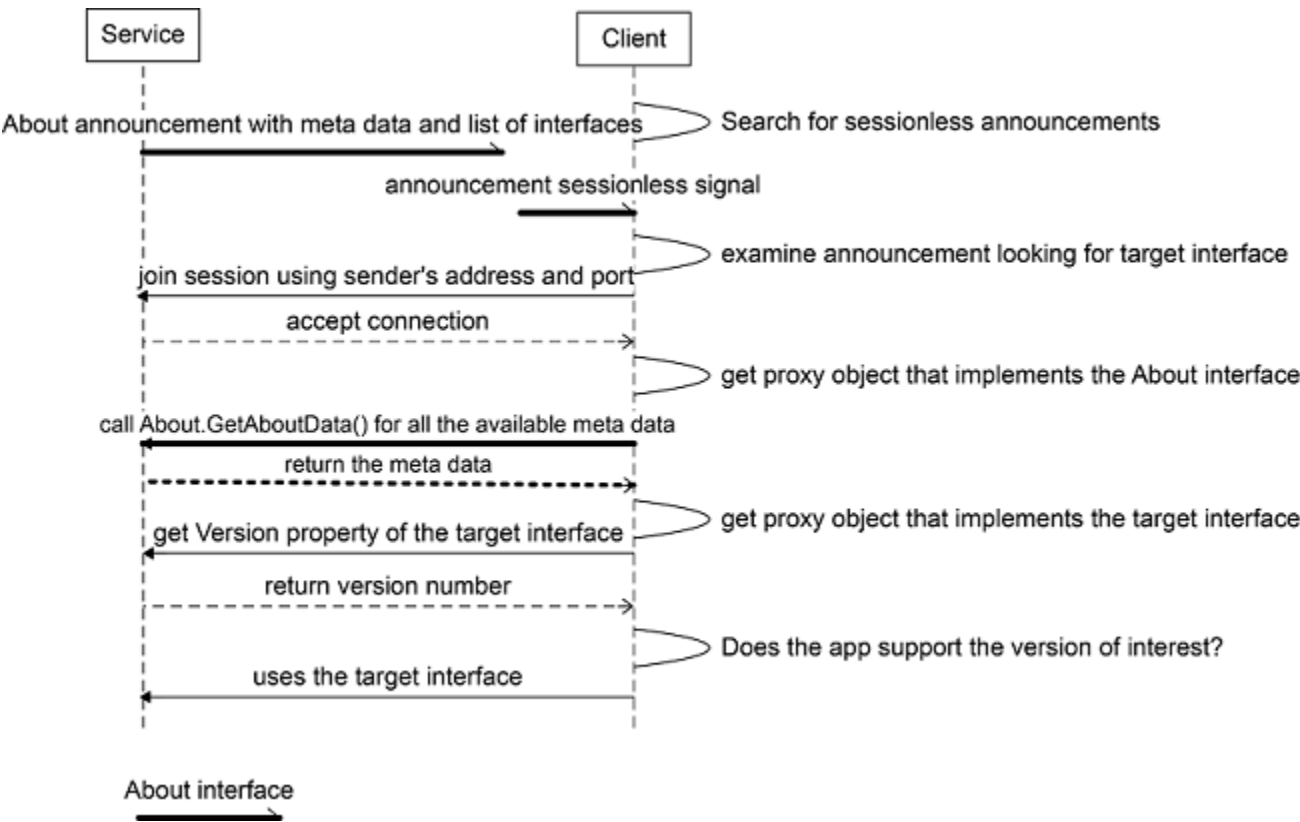 Service
Client
About announcement with meta data and list of interfaces
Search for sessionless announcements
announcement sessionless signal
examine announcement looking for target interface
join session using sender's address and port
accept connection
get proxy object that implements the About interface
call About.GetAboutData() for all the available meta data
return the meta data
get proxy object that implements the target interface
get Version property of the target interface
return version number
Does the app support the version of interest?
uses the target interface
About interface